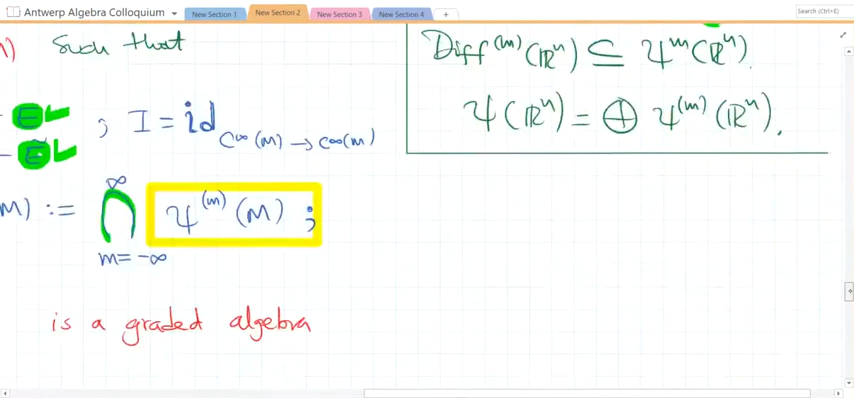 Antwerp Algebra Colloquium
New Section 1 New Section 2 New Section 3 New Section 4 +
Search (Ctrl+E)
) Such that
Diff^(m)(ℝ^n) ⊆ Ψ^m(ℝ^n).
Ψ(ℝ^n) = ⊕ Ψ^(m)(ℝ^n).
- E ; I = id_{C^∞(M) → C^∞(M)}
- E
M) := ∩_{m=-∞}^{∞} Ψ^(m)(M) ;
is a graded algebra